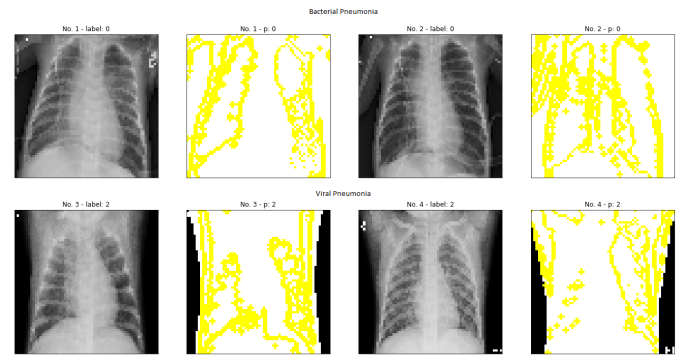 Bacterial Pneumonia
No. 1 - label: 0
No. 1 - p: 0
No. 2 - label: 0
No. 2 - p: 0
Viral Pneumonia
No. 3 - label: 2
No. 3 - p: 2
No. 4 - label: 2
No. 4 - p: 2